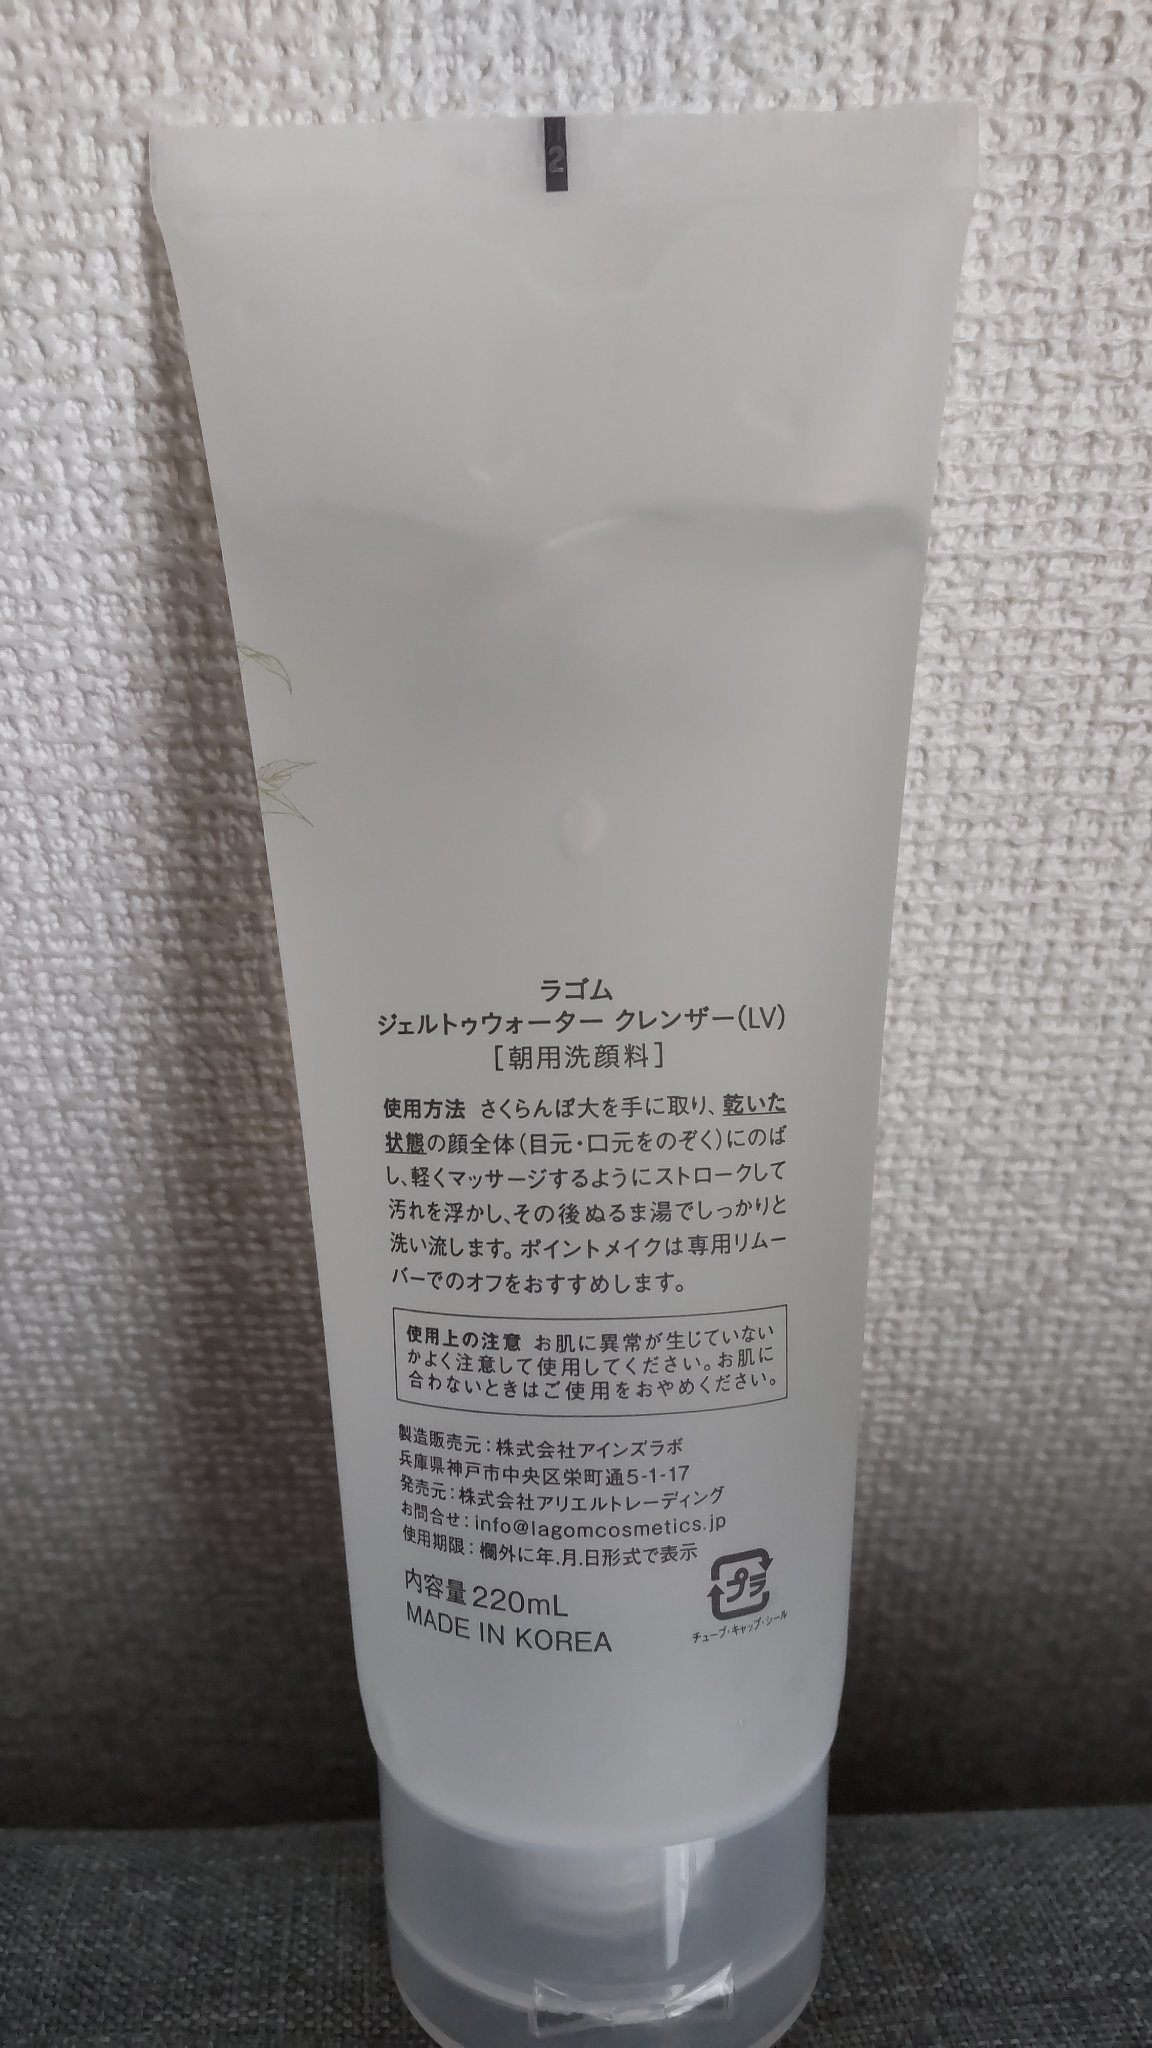 2
ラゴム
ジェルトゥウォーター クレンザー(LV)
[朝用洗顔料]
使用方法 さくらんぼ大を手に取り、乾いた
状態の顔全体(目元・口元をのぞく)にのば
し、軽くマッサージするようにストロークして
汚れを浮かし、その後ぬるま湯でしっかりと
洗い流します。ポイントメイクは専用リムー
バーでのオフをおすすめします。
使用上の注意 お肌に異常が生じていない
かよく注意して使用してください。お肌に
合わないときはご使用をおやめください。
製造販売元:株式会社アインズラボ
兵庫県神戸市中央区栄町通5-1-17
発売元:株式会社アリエルトレーディング
お問合せ:info@lagomcosmetics.jp
使用期限:欄外に年.月.日形式で表示
内容量 220mL
MADE IN KOREA
プラ
チューブ・キャップ・シール